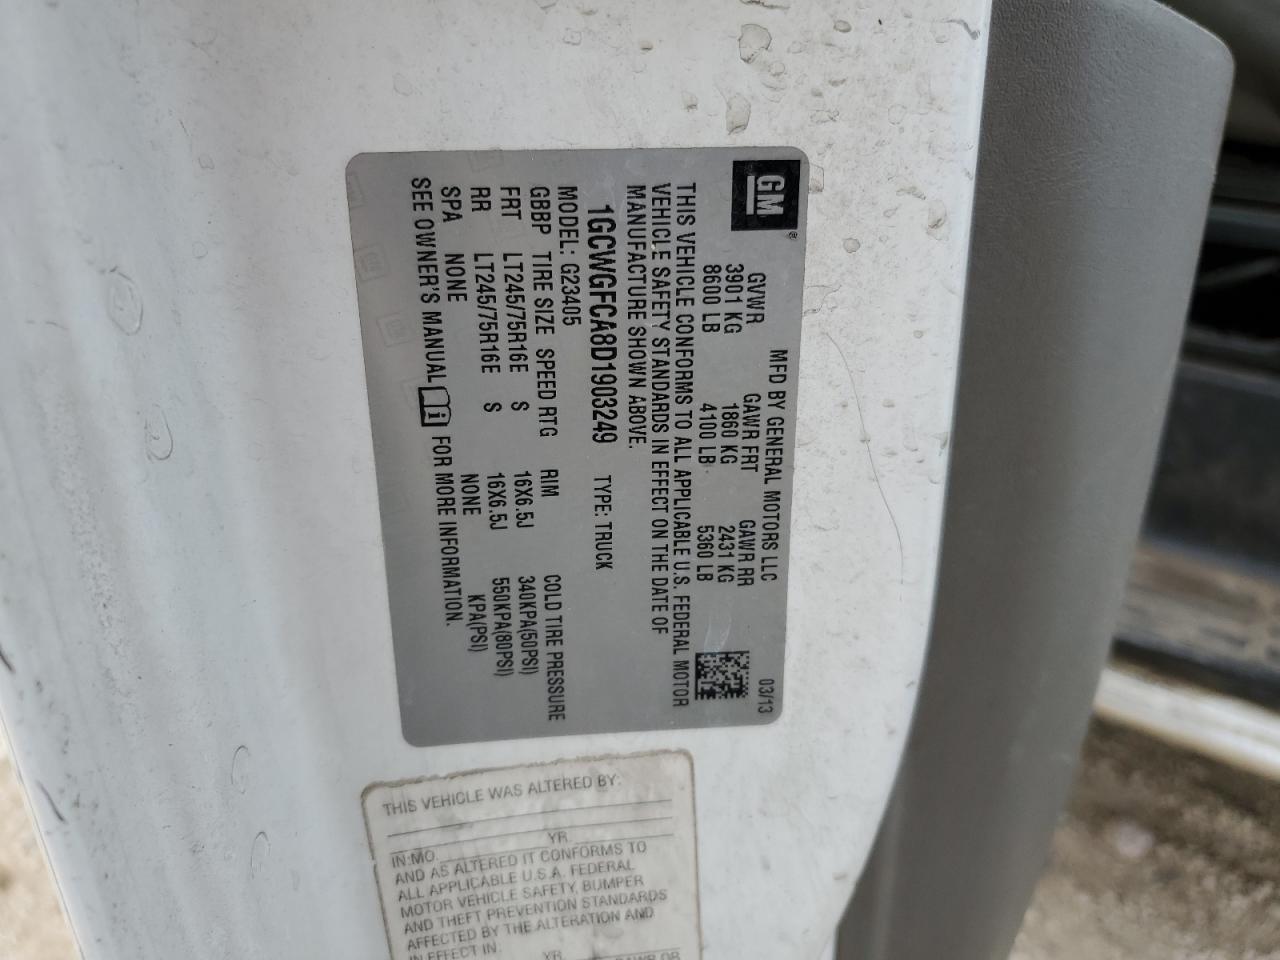 GM
®
MFD BY GENERAL MOTORS LLC
03/13
GVWR GAWR FRT GAWR RR
3901 KG 1860 KG 2431 KG
8600 LB 4100 LB 5360 LB
THIS VEHICLE CONFORMS TO ALL APPLICABLE U.S. FEDERAL MOTOR
VEHICLE SAFETY STANDARDS IN EFFECT ON THE DATE OF
MANUFACTURE SHOWN ABOVE.
1GCWGFCA8D1903249 TYPE: TRUCK
MODEL: G23405
GBBP TIRE SIZE SPEED RTG RIM COLD TIRE PRESSURE
FRT LT245/75R16E S 16X6.5J 340KPA(50PSI)
RR LT245/75R16E S 16X6.5J 550KPA(80PSI)
SPA NONE NONE KPA(PSI)
SEE OWNER'S MANUAL i FOR MORE INFORMATION.
THIS VEHICLE WAS ALTERED BY:
IN:MO. YR.
AND AS ALTERED IT CONFORMS TO
ALL APPLICABLE U.S.A. FEDERAL
MOTOR VEHICLE SAFETY, BUMPER
AND THEFT PREVENTION STANDARDS
AFFECTED BY THE ALTERATION AND
IN EFFECT IN: YR.
GAWR OR